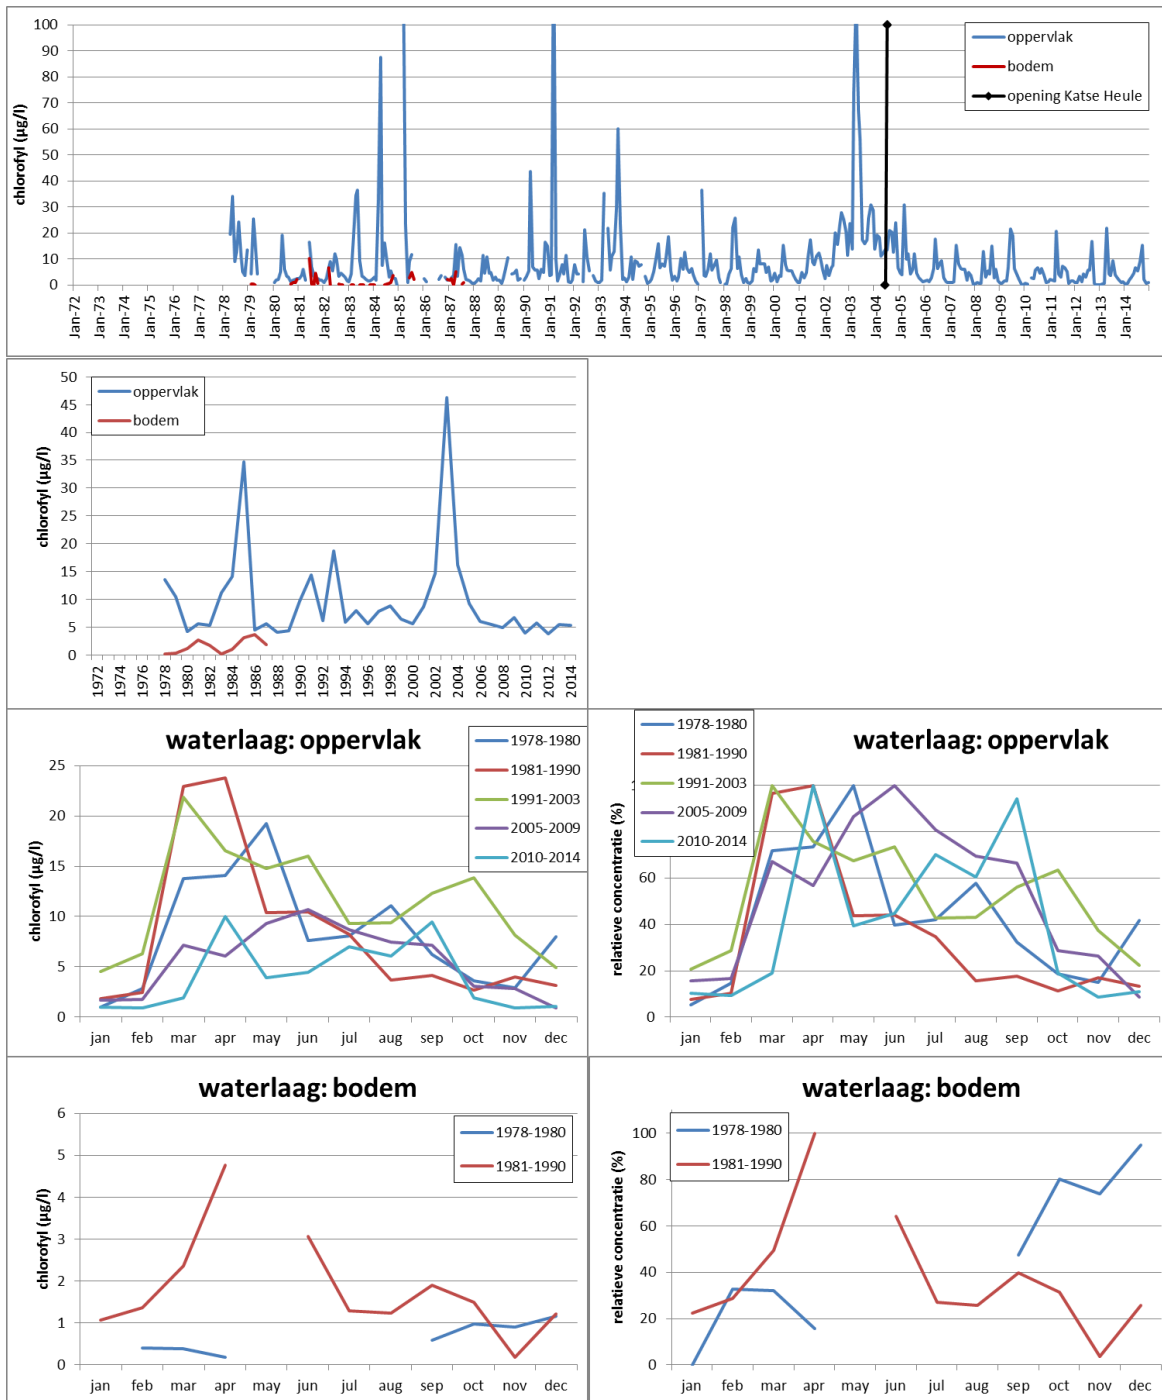 100
90
80
70
60
50
40
30
20
10
0
chlorofyl (µg/l)
oppervlak
bodem
opening Katse Heule
Jan-72
Jan-73
Jan-74
Jan-75
Jan-76
Jan-77
Jan-78
Jan-79
Jan-80
Jan-81
Jan-82
Jan-83
Jan-84
Jan-85
Jan-86
Jan-87
Jan-88
Jan-89
Jan-90
Jan-91
Jan-92
Jan-93
Jan-94
Jan-95
Jan-96
Jan-97
Jan-98
Jan-99
Jan-00
Jan-01
Jan-02
Jan-03
Jan-04
Jan-05
Jan-06
Jan-07
Jan-08
Jan-09
Jan-10
Jan-11
Jan-12
Jan-13
Jan-14
50
45
40
35
30
25
20
15
10
5
0
chlorofyl (µg/l)
oppervlak
bodem
1972
1974
1976
1978
1980
1982
1984
1986
1988
1990
1992
1994
1996
1998
2000
2002
2004
2006
2008
2010
2012
2014
waterlaag: oppervlak
1978-1980
1981-1990
1991-2003
2005-2009
2010-2014
25
20
15
10
5
0
chlorofyl (µg/l)
jan feb mar apr may jun jul aug sep oct nov dec
waterlaag: oppervlak
1978-1980
1981-1990
1991-2003
2005-2009
2010-2014
1
60
40
20
0
relatieve concentratie (%)
jan feb mar apr may jun jul aug sep oct nov dec
waterlaag: bodem
1978-1980
1981-1990
6
5
4
3
2
1
0
chlorofyl (µg/l)
jan feb mar apr may jun jul aug sep oct nov dec
waterlaag: bodem
1978-1980
1981-1990
100
80
60
40
20
0
relatieve concentratie (%)
jan feb mar apr may jun jul aug sep oct nov dec